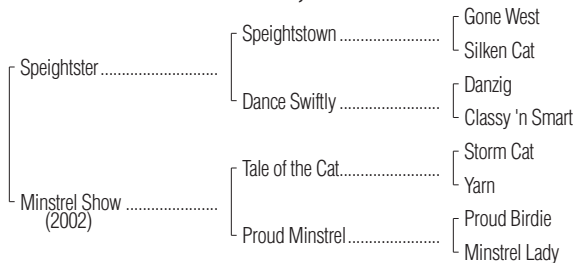 Gone West
Speightstown
Silken Cat
Speightster
Danzig
Dance Swiftly
Classy 'n Smart
Storm Cat
Tale of the Cat
Yarn
Minstrel Show
(2002)
Proud Birdie
Proud Minstrel
Minstrel Lady